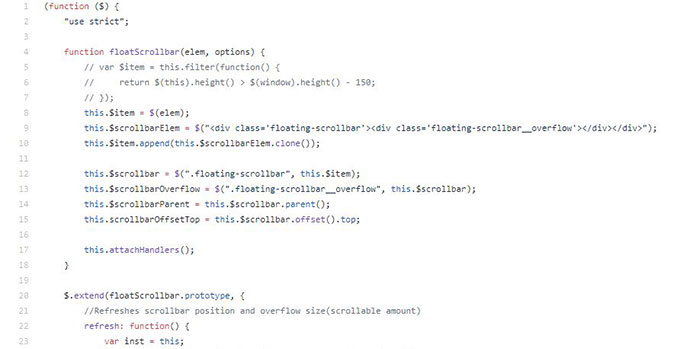 1 (function ($) {
2 "use strict";
3
4 function floatScrollbar(elem, options) {
5 // var $item = this.filter(function() {
6 // return $(this).height() > $(window).height() - 150;
7 // });
8 this.$item = $(elem);
9 this.$scrollbarElem = $("<div class='floating-scrollbar'><div class='floating-scrollbar__overflow'></div></div>");
10 this.$item.append(this.$scrollbarElem.clone());
11
12 this.$scrollbar = $(".floating-scrollbar", this.$item);
13 this.$scrollbarOverflow = $(".floating-scrollbar__overflow", this.$scrollbar);
14 this.$scrollbarParent = this.$scrollbar.parent();
15 this.scrollbarOffsetTop = this.$scrollbar.offset().top;
16
17 this.attachHandlers();
18 }
19
20 $.extend(floatScrollbar.prototype, {
21 //Refreshes scrollbar position and overflow size(scrollable amount)
22 refresh: function() {
23 var inst = this;